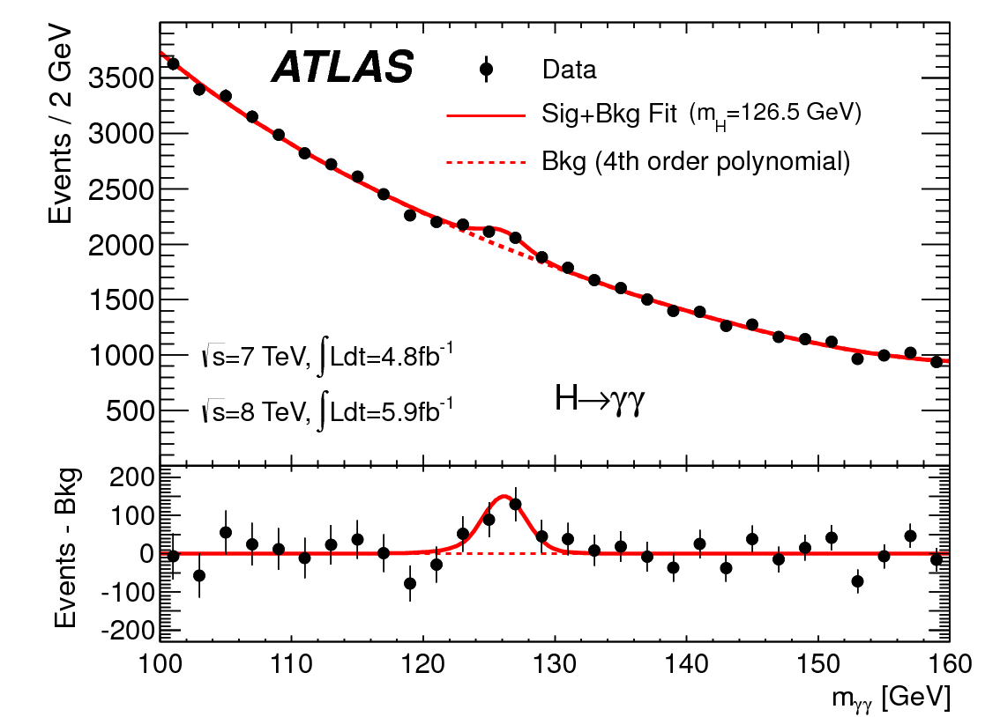 Events / 2 GeV
3500
3000
2500
2000
1500
1000
500
ATLAS
Data
Sig+Bkg Fit (m_H=126.5 GeV)
Bkg (4th order polynomial)
√s=7 TeV, ∫Ldt=4.8fb⁻¹
√s=8 TeV, ∫Ldt=5.9fb⁻¹
H→γγ
Events - Bkg
200
100
0
-100
-200
100 110 120 130 140 150 160
m_γγ [GeV]